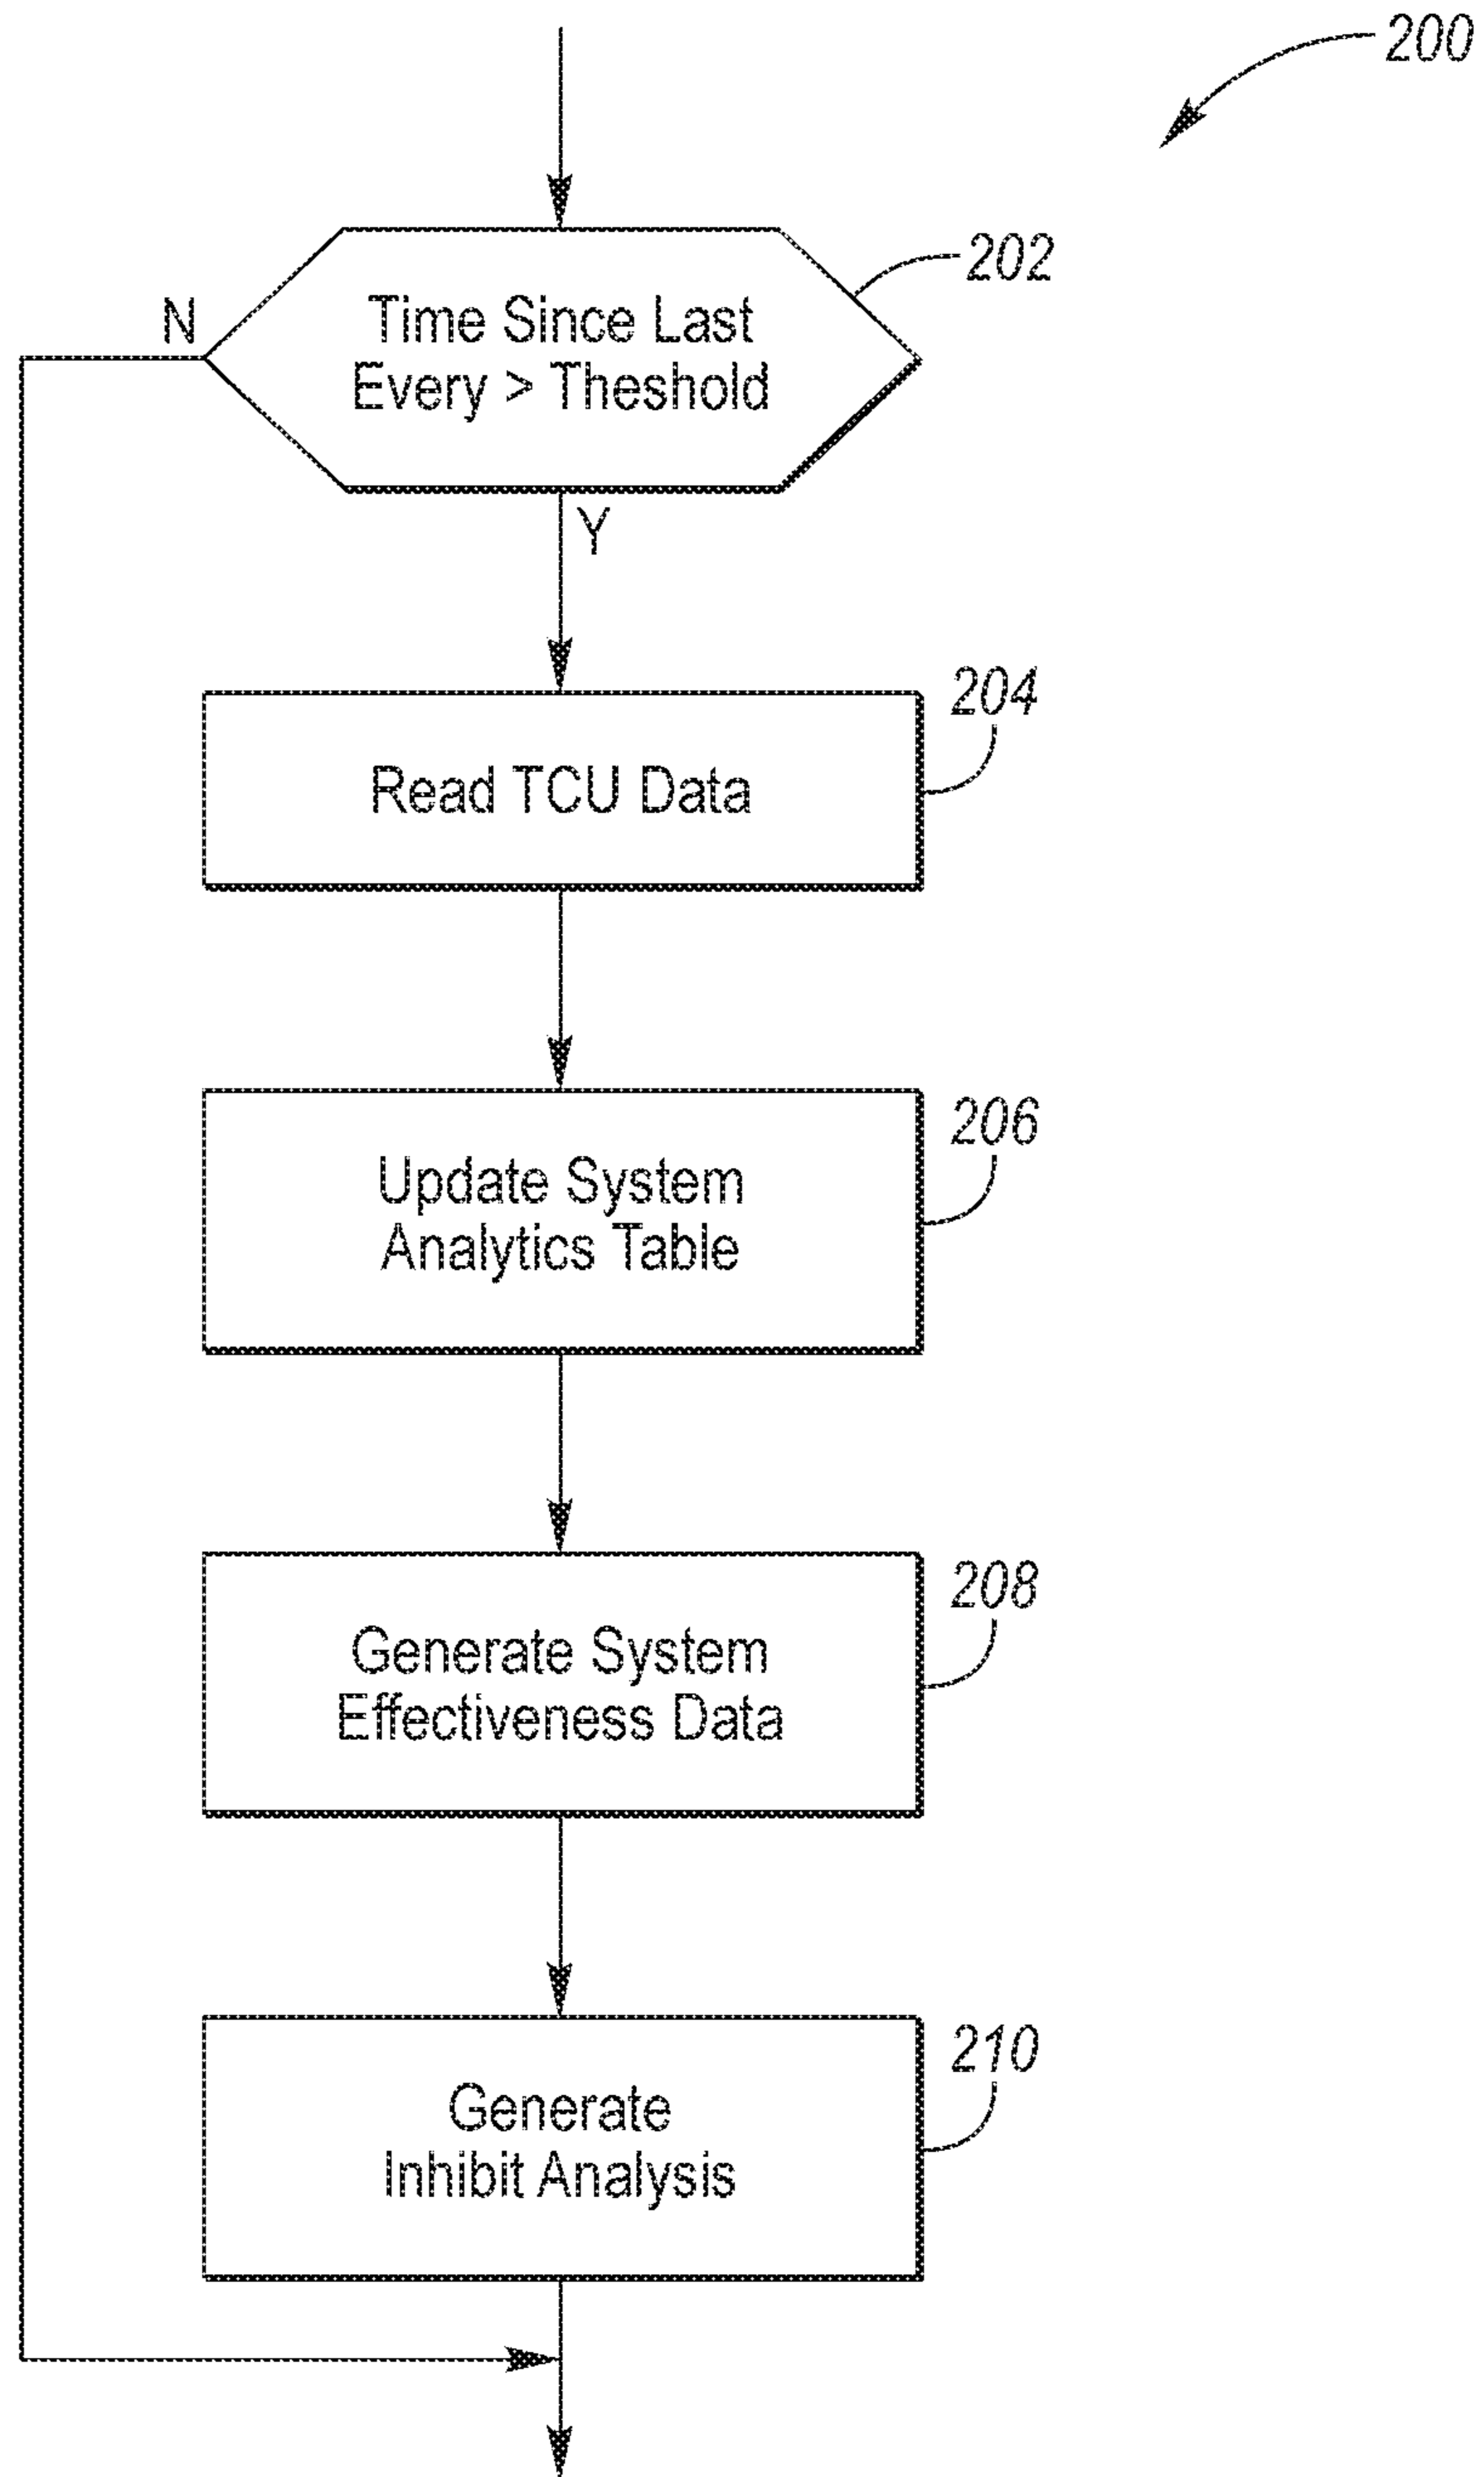 200
202
N
Time Since Last
Every > Theshold
Y
204
Read TCU Data
206
Update System
Analytics Table
208
Generate System
Effectiveness Data
210
Generate
Inhibit Analysis